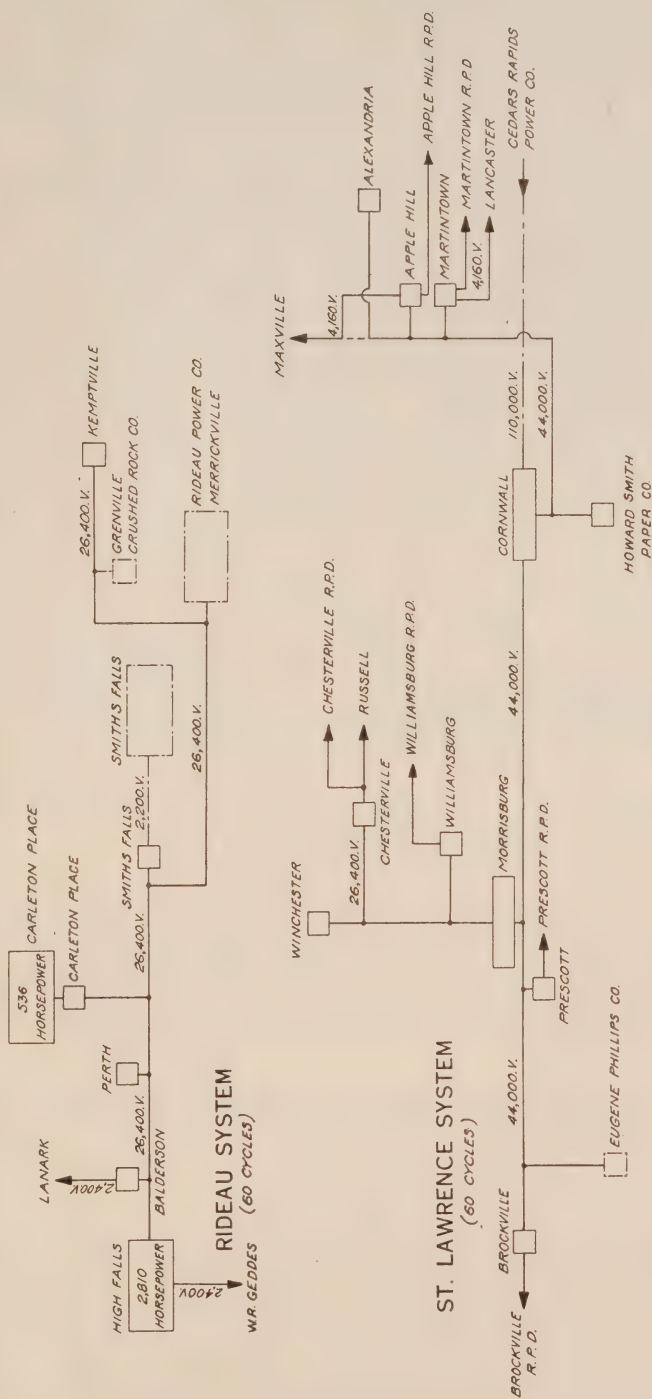 CARLETON PLACE
536
HORSEPOWER
CARLETON PLACE
LANARK
2,400V.
PERTH
HIGH FALLS
2,810
HORSEPOWER
BALDERSON
26,400.V.
26,400.V.
2,400V
W.R. GEDDES
SMITHS FALLS
2,200.V.
SMITHS FALLS
26,400.V.
26,400.V.
KEMPTVILLE
GRENVILLE
CRUSHED ROCK CO.
RIDEAU POWER CO.
MERRICKVILLE
RIDEAU SYSTEM
(60 CYCLES)
ST. LAWRENCE SYSTEM
(60 CYCLES)
WINCHESTER
26,400.V.
CHESTERVILLE R.P.D.
RUSSELL
CHESTERVILLE
WILLIAMSBURG R.P.D.
WILLIAMSBURG
MORRISBURG
PRESCOTT R.P.D.
PRESCOTT
44,000.V.
BROCKVILLE
BROCKVILLE
R.P.D.
EUGENE PHILLIPS CO.
44,000.V.
CORNWALL
110,000.V.
44,000.V.
HOWARD SMITH
PAPER CO.
CEDARS RAPIDS
POWER CO.
MAXVILLE
4,160.V.
ALEXANDRIA
APPLE HILL
APPLE HILL R.P.D.
MARTINTOWN
MARTINTOWN R.P.D
4,160.V.
LANCASTER